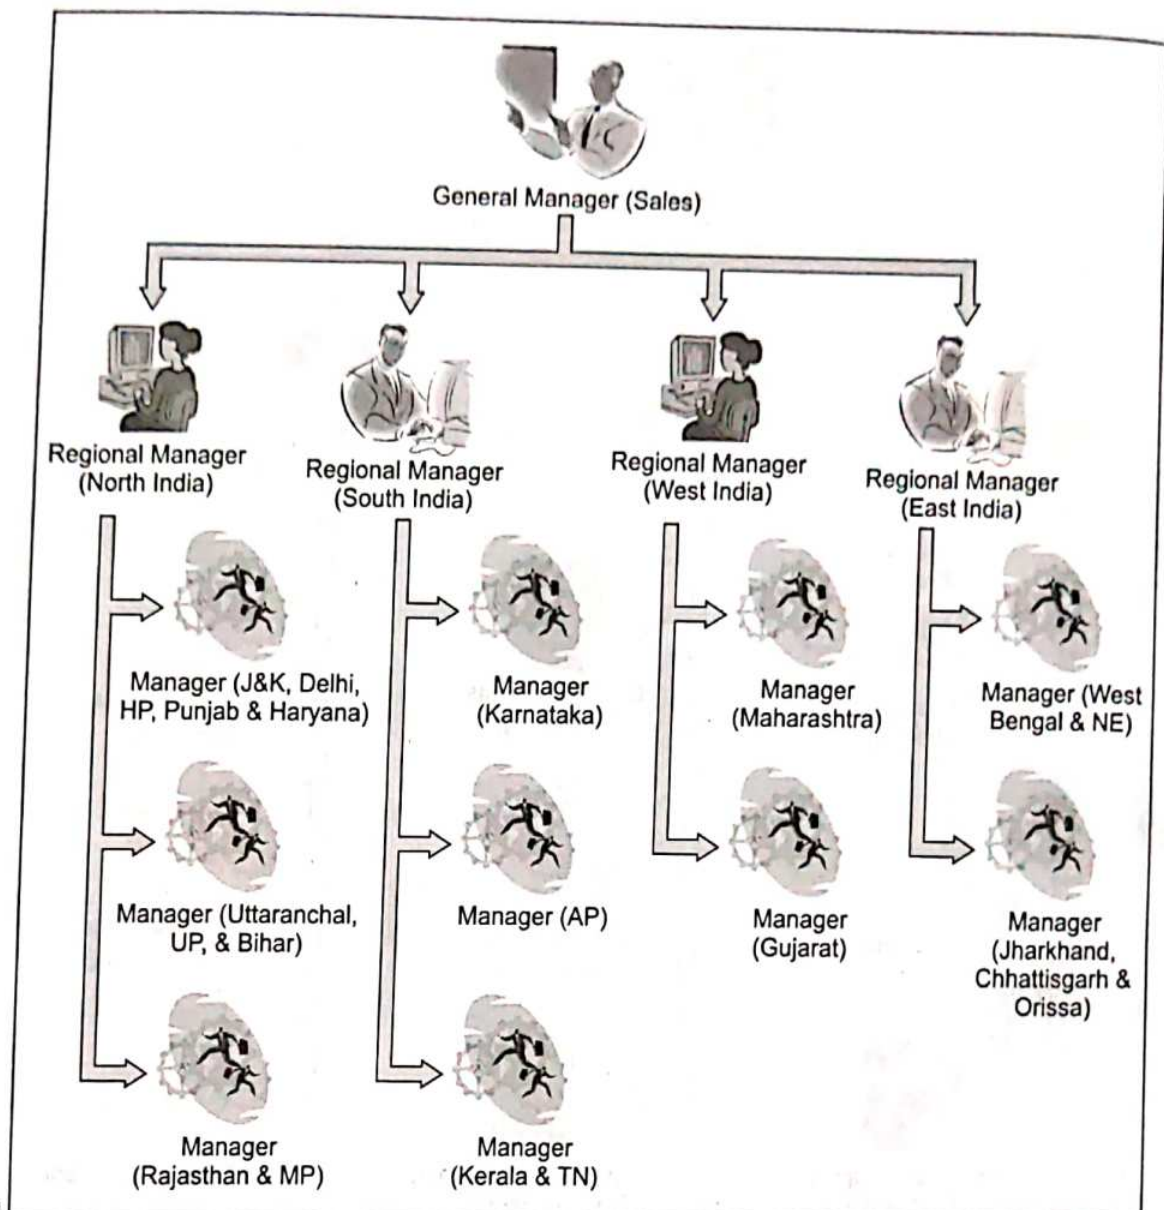 General Manager (Sales)
Regional Manager
(North India)
Regional Manager
(South India)
Regional Manager
(West India)
Regional Manager
(East India)
Manager (J&K, Delhi,
HP, Punjab & Haryana)
Manager
(Karnataka)
Manager
(Maharashtra)
Manager (West
Bengal & NE)
Manager (Uttaranchal,
UP, & Bihar)
Manager (AP)
Manager
(Gujarat)
Manager
(Jharkhand,
Chhattisgarh &
Orissa)
Manager
(Rajasthan & MP)
Manager
(Kerala & TN)